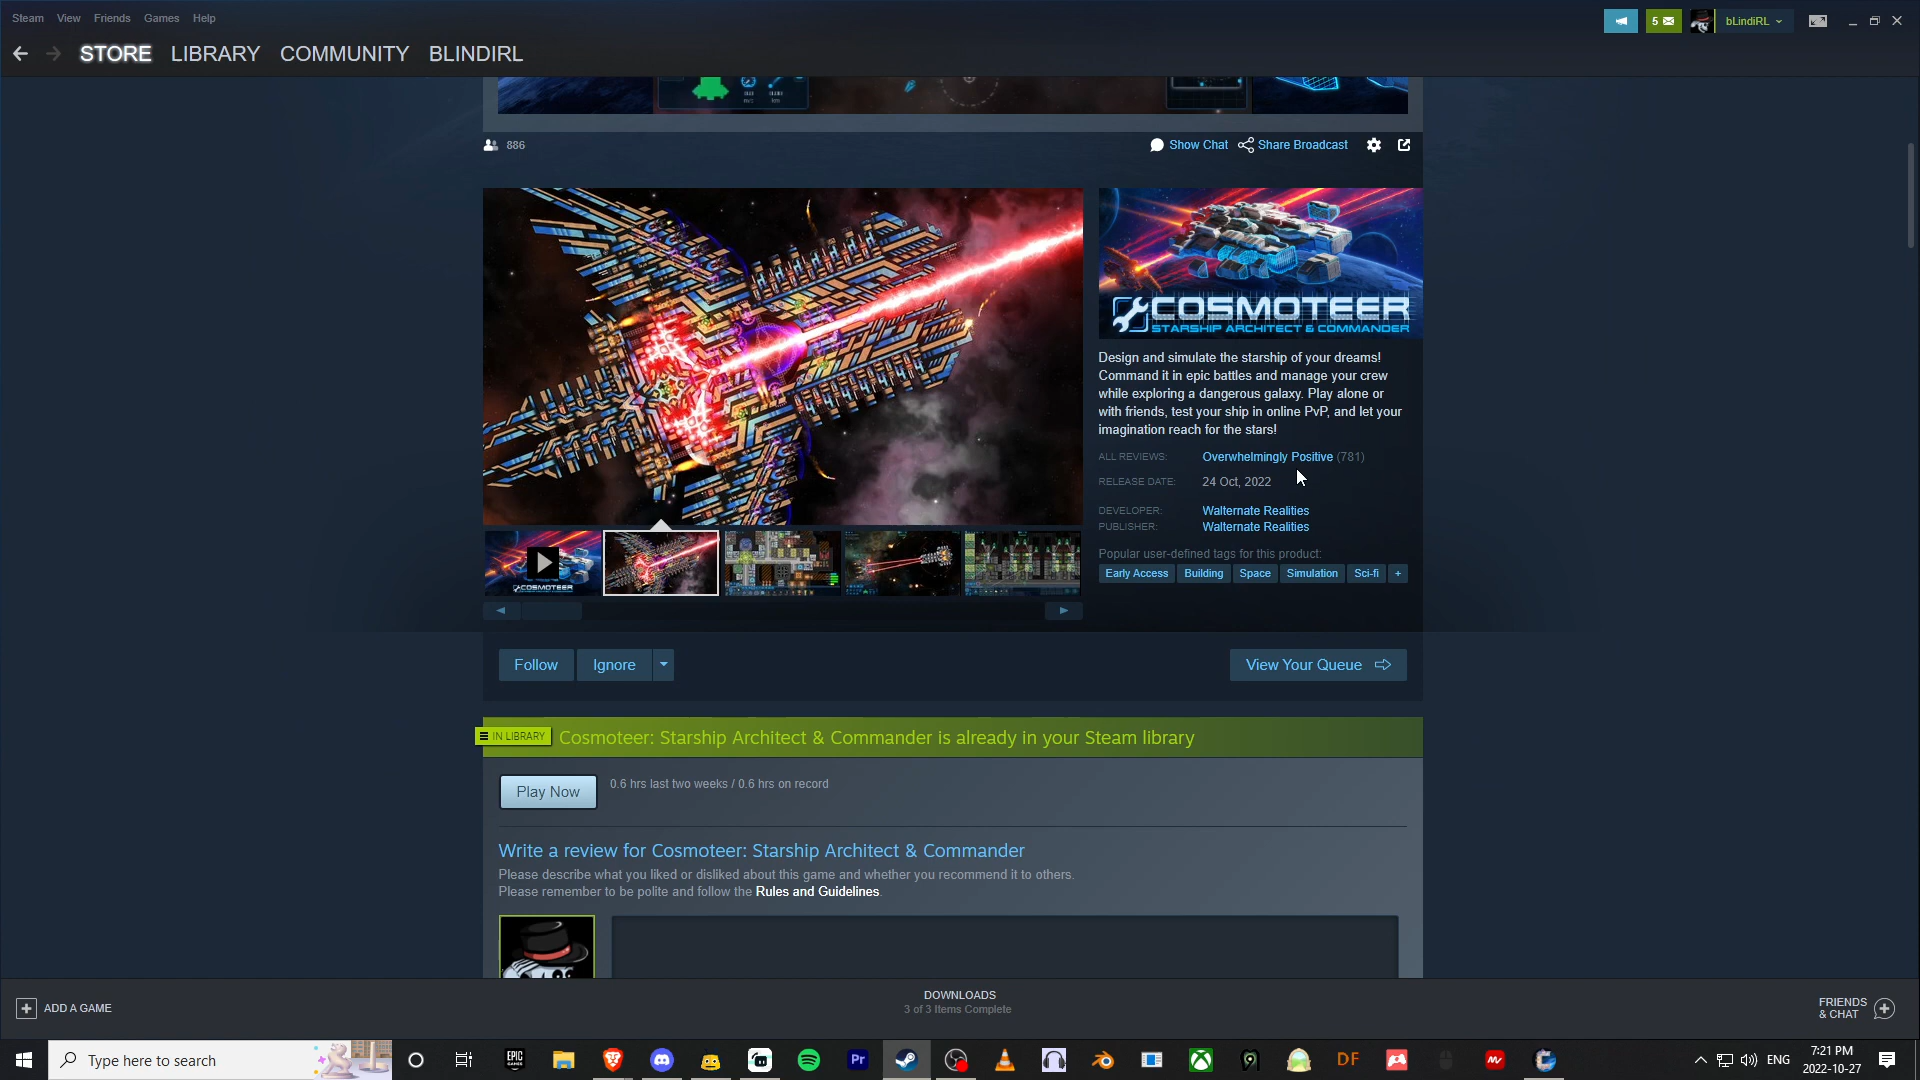 Steam View Friends Games Help
5
bLindiRL
STORE LIBRARY COMMUNITY BLINDIRL
886
Show Chat Share Broadcast
COSMOTEER
STARSHIP ARCHITECT & COMMANDER
Design and simulate the starship of your dreams!
Command it in epic battles and manage your crew
while exploring a dangerous galaxy. Play alone or
with friends, test your ship in online PvP, and let your
imagination reach for the stars!
ALL REVIEWS: Overwhelmingly Positive (781)
RELEASE DATE: 24 Oct, 2022
DEVELOPER: Walternate Realities
PUBLISHER: Walternate Realities
Popular user-defined tags for this product:
Early Access Building Space Simulation Sci-fi +
COSMOTEER
Follow Ignore View Your Queue
IN LIBRARY Cosmoteer: Starship Architect & Commander is already in your Steam library
Play Now 0.6 hrs last two weeks / 0.6 hrs on record
Write a review for Cosmoteer: Starship Architect & Commander
Please describe what you liked or disliked about this game and whether you recommend it to others.
Please remember to be polite and follow the Rules and Guidelines.
ADD A GAME
DOWNLOADS
3 of 3 Items Complete
FRIENDS
& CHAT
Type here to search
EPIC
GAMES
Pr
DF
ENG
7:21 PM
2022-10-27